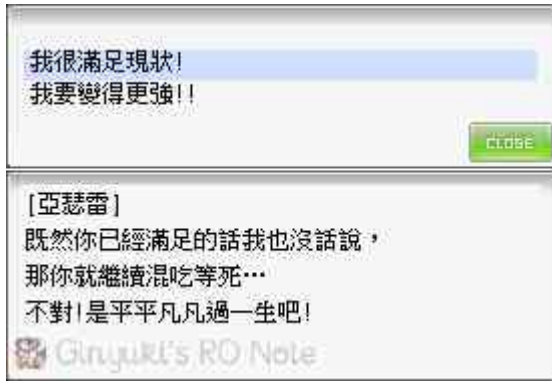 我很滿足現狀!
我要變得更強!!
CLOSE
[亞瑟雷]
既然你已經滿足的話我也沒話說，
那你就繼續混吃等死…
不對!是平平凡凡過一生吧!
Giruyuki's RO Note